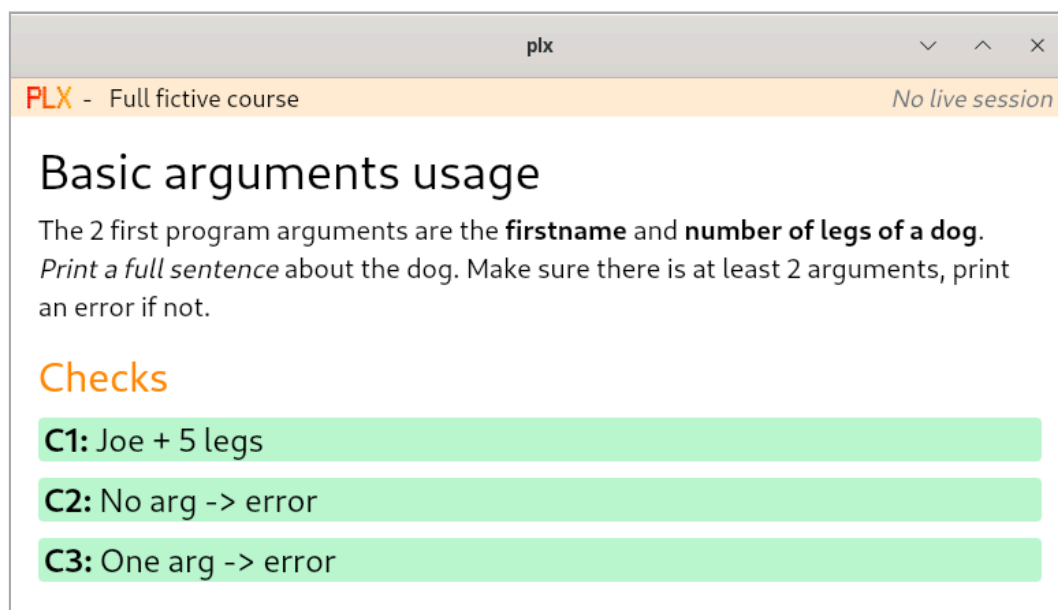 plx
PLX - Full fictive course No live session
Basic arguments usage
The 2 first program arguments are the firstname and number of legs of a dog.
Print a full sentence about the dog. Make sure there is at least 2 arguments, print
an error if not.
Checks
C1: Joe + 5 legs
C2: No arg -> error
C3: One arg -> error